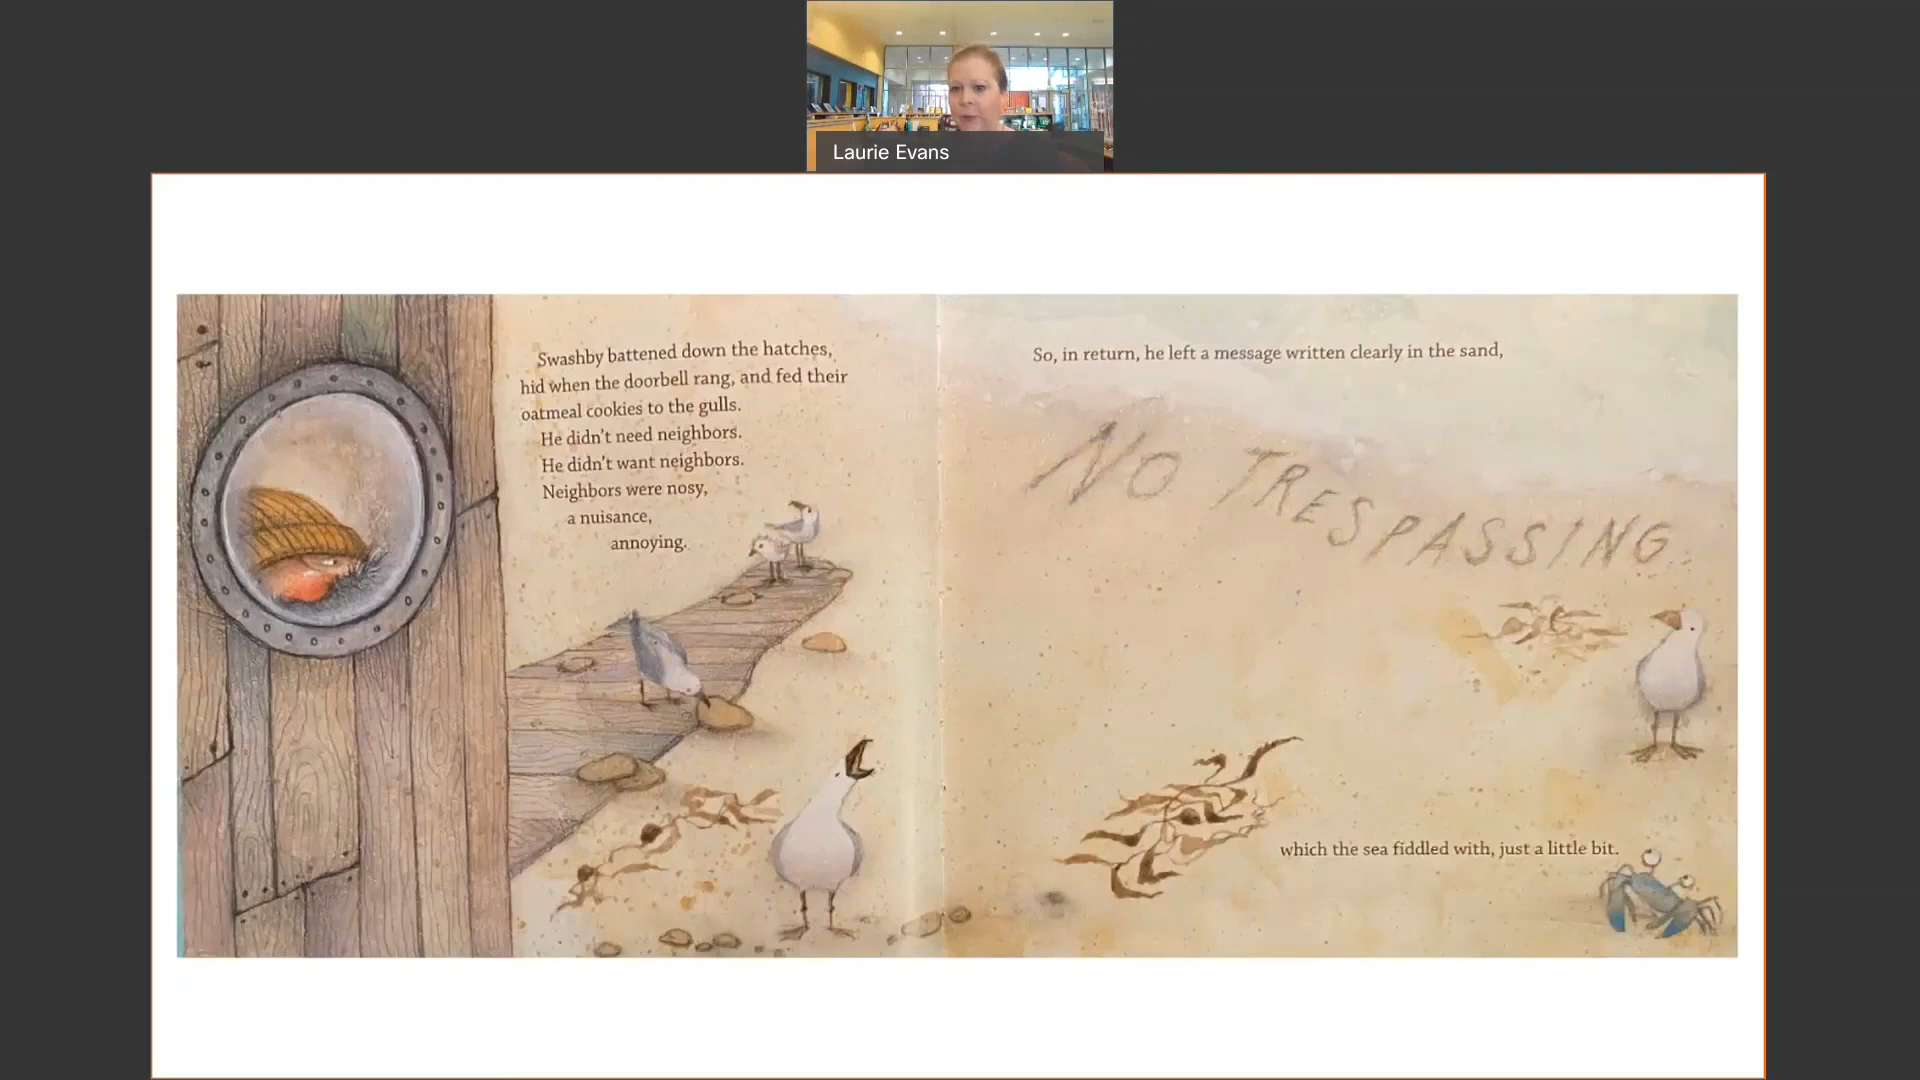 Laurie Evans
Swashby battened down the hatches,
hid when the doorbell rang, and fed their
oatmeal cookies to the gulls.
He didn't need neighbors.
He didn't want neighbors.
Neighbors were nosy,
a nuisance,
annoying.
So, in return, he left a message written clearly in the sand,
NO TRESPASSING
which the sea fiddled with, just a little bit.